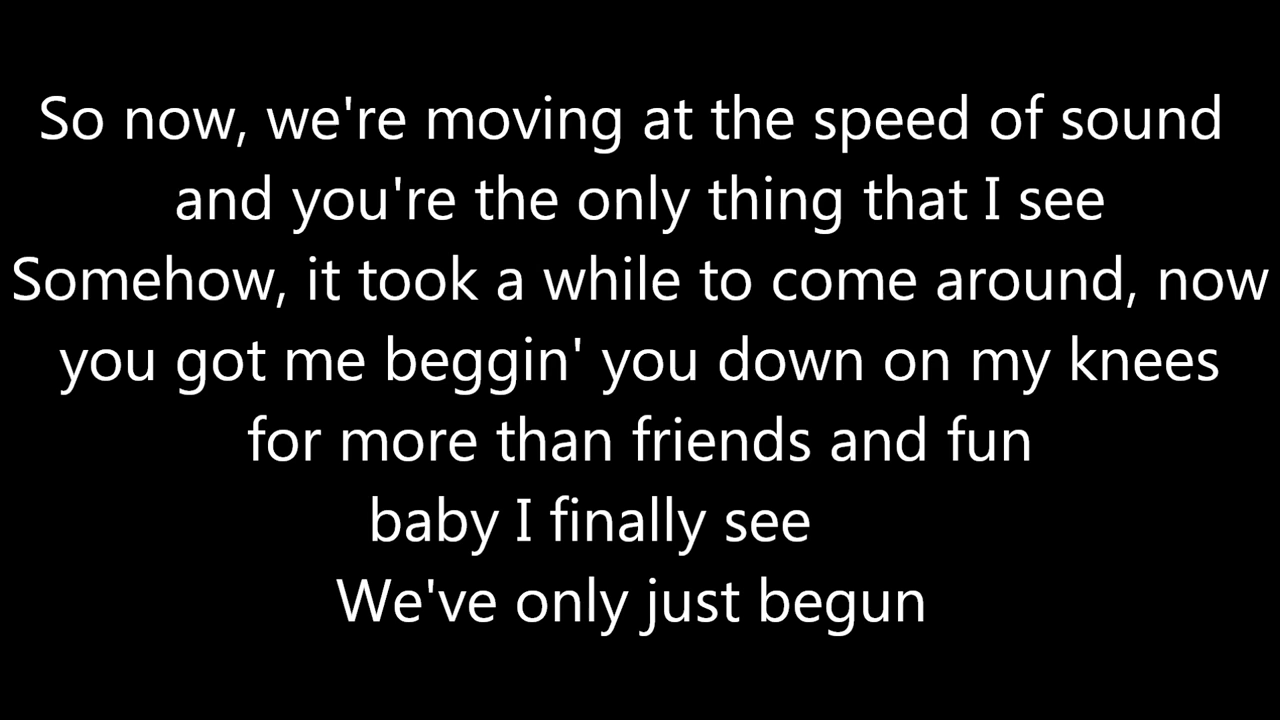 So now, we're moving at the speed of sound
and you're the only thing that I see
Somehow, it took a while to come around, now
you got me beggin' you down on my knees
for more than friends and fun
baby I finally see
We've only just begun